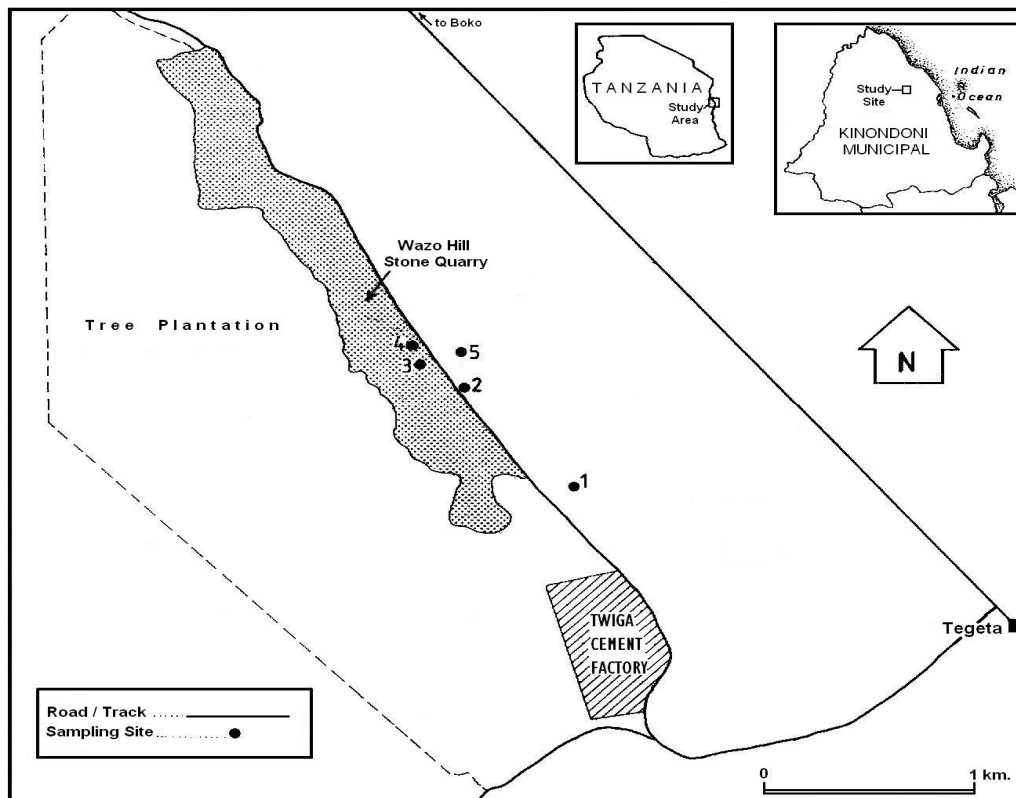 to Boko
TANZANIA
Study
Area
Indian
Ocean
Study
Site
KINONDONI
MUNICIPAL
Wazo Hill
Stone Quarry
Tree Plantation
4
5
3
2
1
N
TWIGA
CEMENT
FACTORY
Tegeta
Road / Track
Sampling Site
0 1 km.